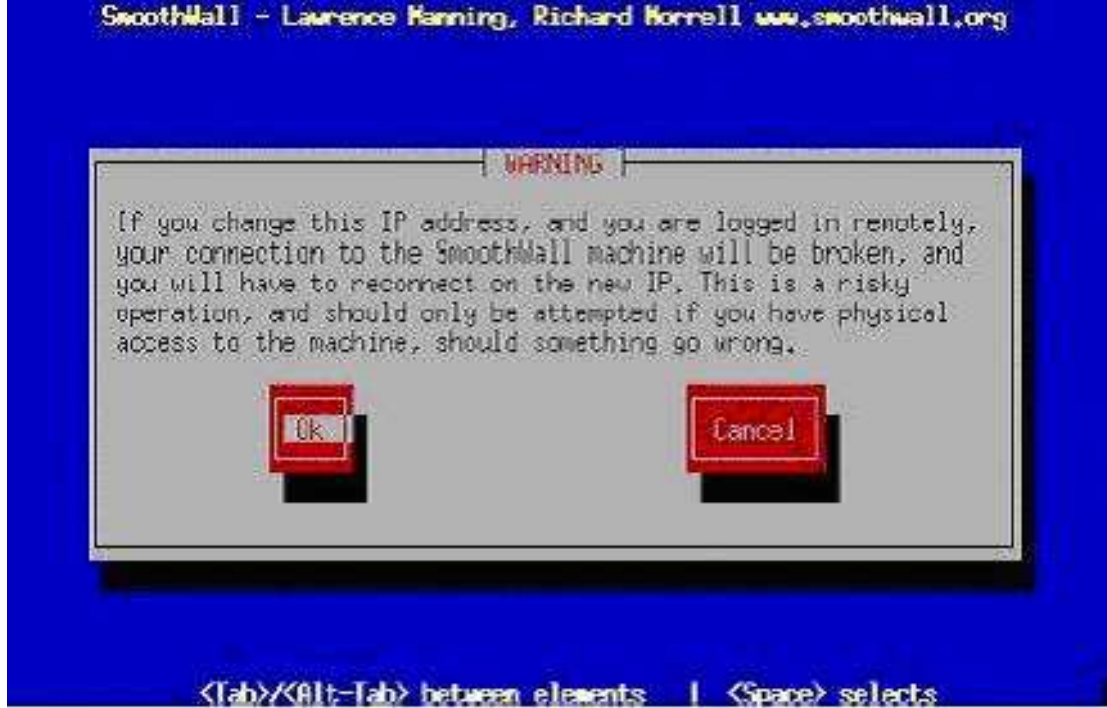 SmoothWall - Lawrence Manning, Richard Morrell www.smoothwall.org
WARNING
If you change this IP address, and you are logged in remotely,
your connection to the SmoothWall machine will be broken, and
you will have to reconnect on the new IP. This is a risky
operation, and should only be attempted if you have physical
access to the machine, should something go wrong.
Ok Cancel
<Tab>/<Alt-Tab> between elements | <Space> selects